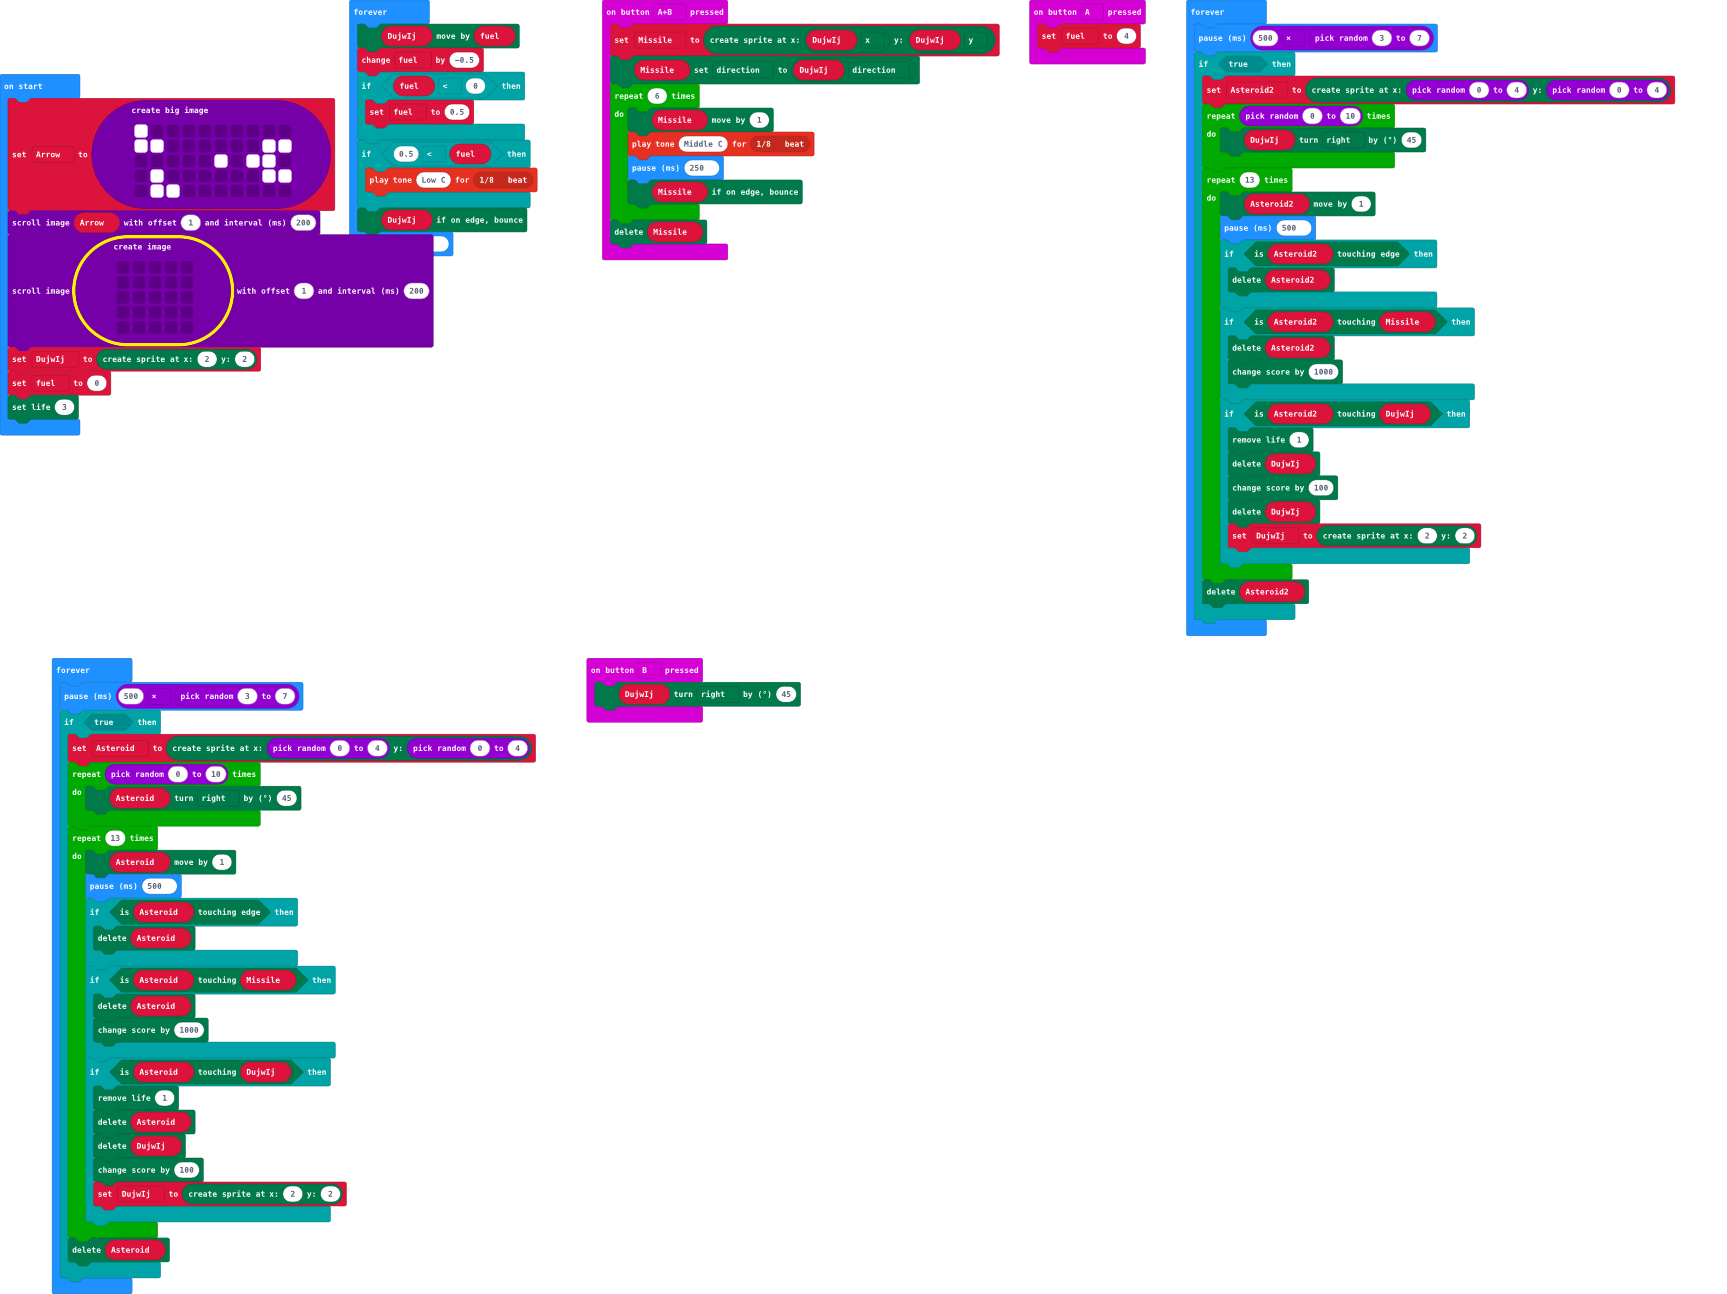 on start
create big image
set Arrow to
scroll image Arrow with offset 1 and interval (ms) 200
create image
scroll image with offset 1 and interval (ms) 200
set DujwIj to create sprite at x: 2 y: 2
set fuel to 0
set life 3
forever
DujwIj move by fuel
change fuel by −0.5
if fuel < 0 then
set fuel to 0.5
if 0.5 < fuel then
play tone Low C for 1/8 beat
DujwIj if on edge, bounce
on button A+B pressed
set Missile to create sprite at x: DujwIj x y: DujwIj y
Missile set direction to DujwIj direction
repeat 6 times
do
Missile move by 1
play tone Middle C for 1/8 beat
pause (ms) 250
Missile if on edge, bounce
delete Missile
on button A pressed
set fuel to 4
forever
pause (ms) 500 × pick random 3 to 7
if true then
set Asteroid2 to create sprite at x: pick random 0 to 4 y: pick random 0 to 4
repeat pick random 0 to 10 times
do DujwIj turn right by (°) 45
repeat 13 times
do Asteroid2 move by 1
pause (ms) 500
if is Asteroid2 touching edge then
delete Asteroid2
if is Asteroid2 touching Missile then
delete Asteroid2
change score by 1000
if is Asteroid2 touching DujwIj then
remove life 1
delete DujwIj
change score by 100
delete DujwIj
set DujwIj to create sprite at x: 2 y: 2
delete Asteroid2
forever
pause (ms) 500 × pick random 3 to 7
if true then
set Asteroid to create sprite at x: pick random 0 to 4 y: pick random 0 to 4
repeat pick random 0 to 10 times
do Asteroid turn right by (°) 45
repeat 13 times
do Asteroid move by 1
pause (ms) 500
if is Asteroid touching edge then
delete Asteroid
if is Asteroid touching Missile then
delete Asteroid
change score by 1000
if is Asteroid touching DujwIj then
remove life 1
delete Asteroid
delete DujwIj
change score by 100
set DujwIj to create sprite at x: 2 y: 2
delete Asteroid
on button B pressed
DujwIj turn right by (°) 45